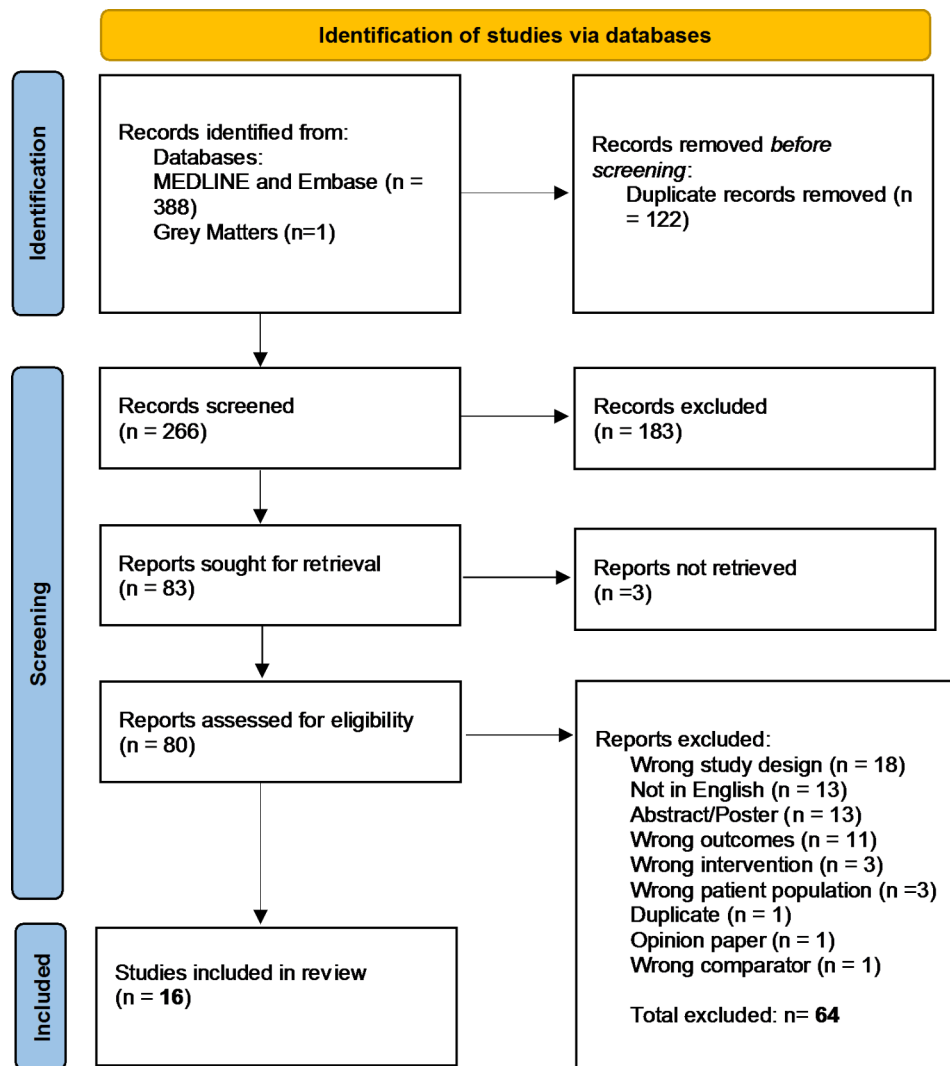 Identification of studies via databases
Identification
Records identified from:
Databases:
MEDLINE and Embase (n =
388)
Grey Matters (n=1)
Records removed before
screening:
Duplicate records removed (n
= 122)
Screening
Records screened
(n = 266)
Records excluded
(n = 183)
Reports sought for retrieval
(n = 83)
Reports not retrieved
(n =3)
Reports assessed for eligibility
(n = 80)
Reports excluded:
Wrong study design (n = 18)
Not in English (n = 13)
Abstract/Poster (n = 13)
Wrong outcomes (n = 11)
Wrong intervention (n = 3)
Wrong patient population (n =3)
Duplicate (n = 1)
Opinion paper (n = 1)
Wrong comparator (n = 1)
Total excluded: n= 64
Included
Studies included in review
(n = 16)